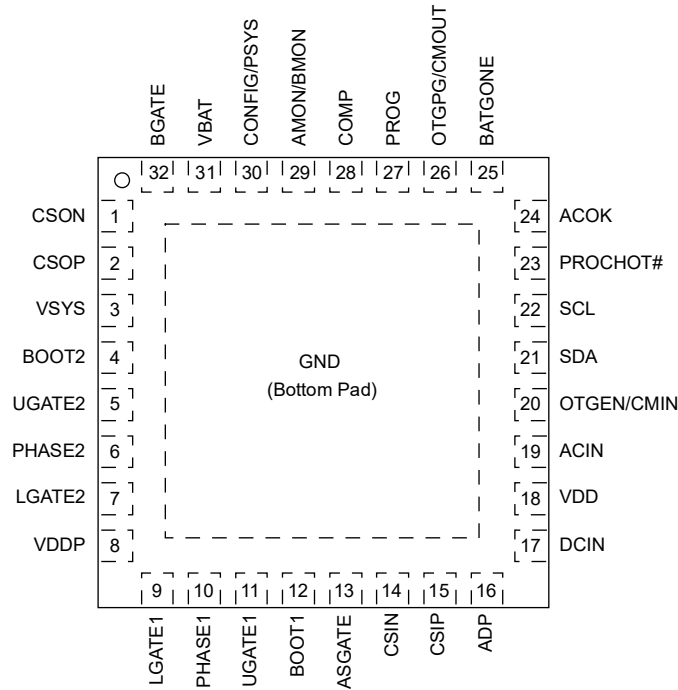 BGATE
VBAT
CONFIG/PSYS
AMON/BMON
COMP
PROG
OTGPG/CMOUT
BATGONE
32 31 30 29 28 27 26 25
CSON 1
CSOP 2
VSYS 3
BOOT2 4
UGATE2 5
PHASE2 6
LGATE2 7
VDDP 8
GND
(Bottom Pad)
24 ACOK
23 PROCHOT#
22 SCL
21 SDA
20 OTGEN/CMIN
19 ACIN
18 VDD
17 DCIN
9 10 11 12 13 14 15 16
LGATE1
PHASE1
UGATE1
BOOT1
ASGATE
CSIN
CSIP
ADP